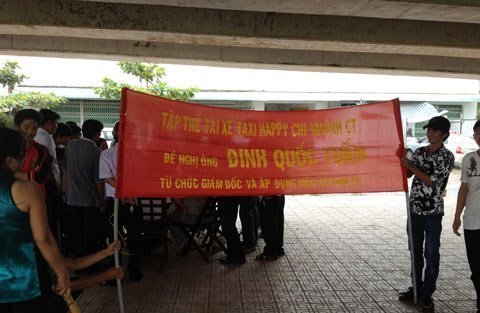 TẬP THỂ TÀI XẾ TAXI HAPPY CHI NHÁNH CT
ĐỀ NGHỊ ÔNG ĐINH QUỐC TUẤN
TỪ CHỨC GIÁM ĐỐC VÀ ÁP DỤNG